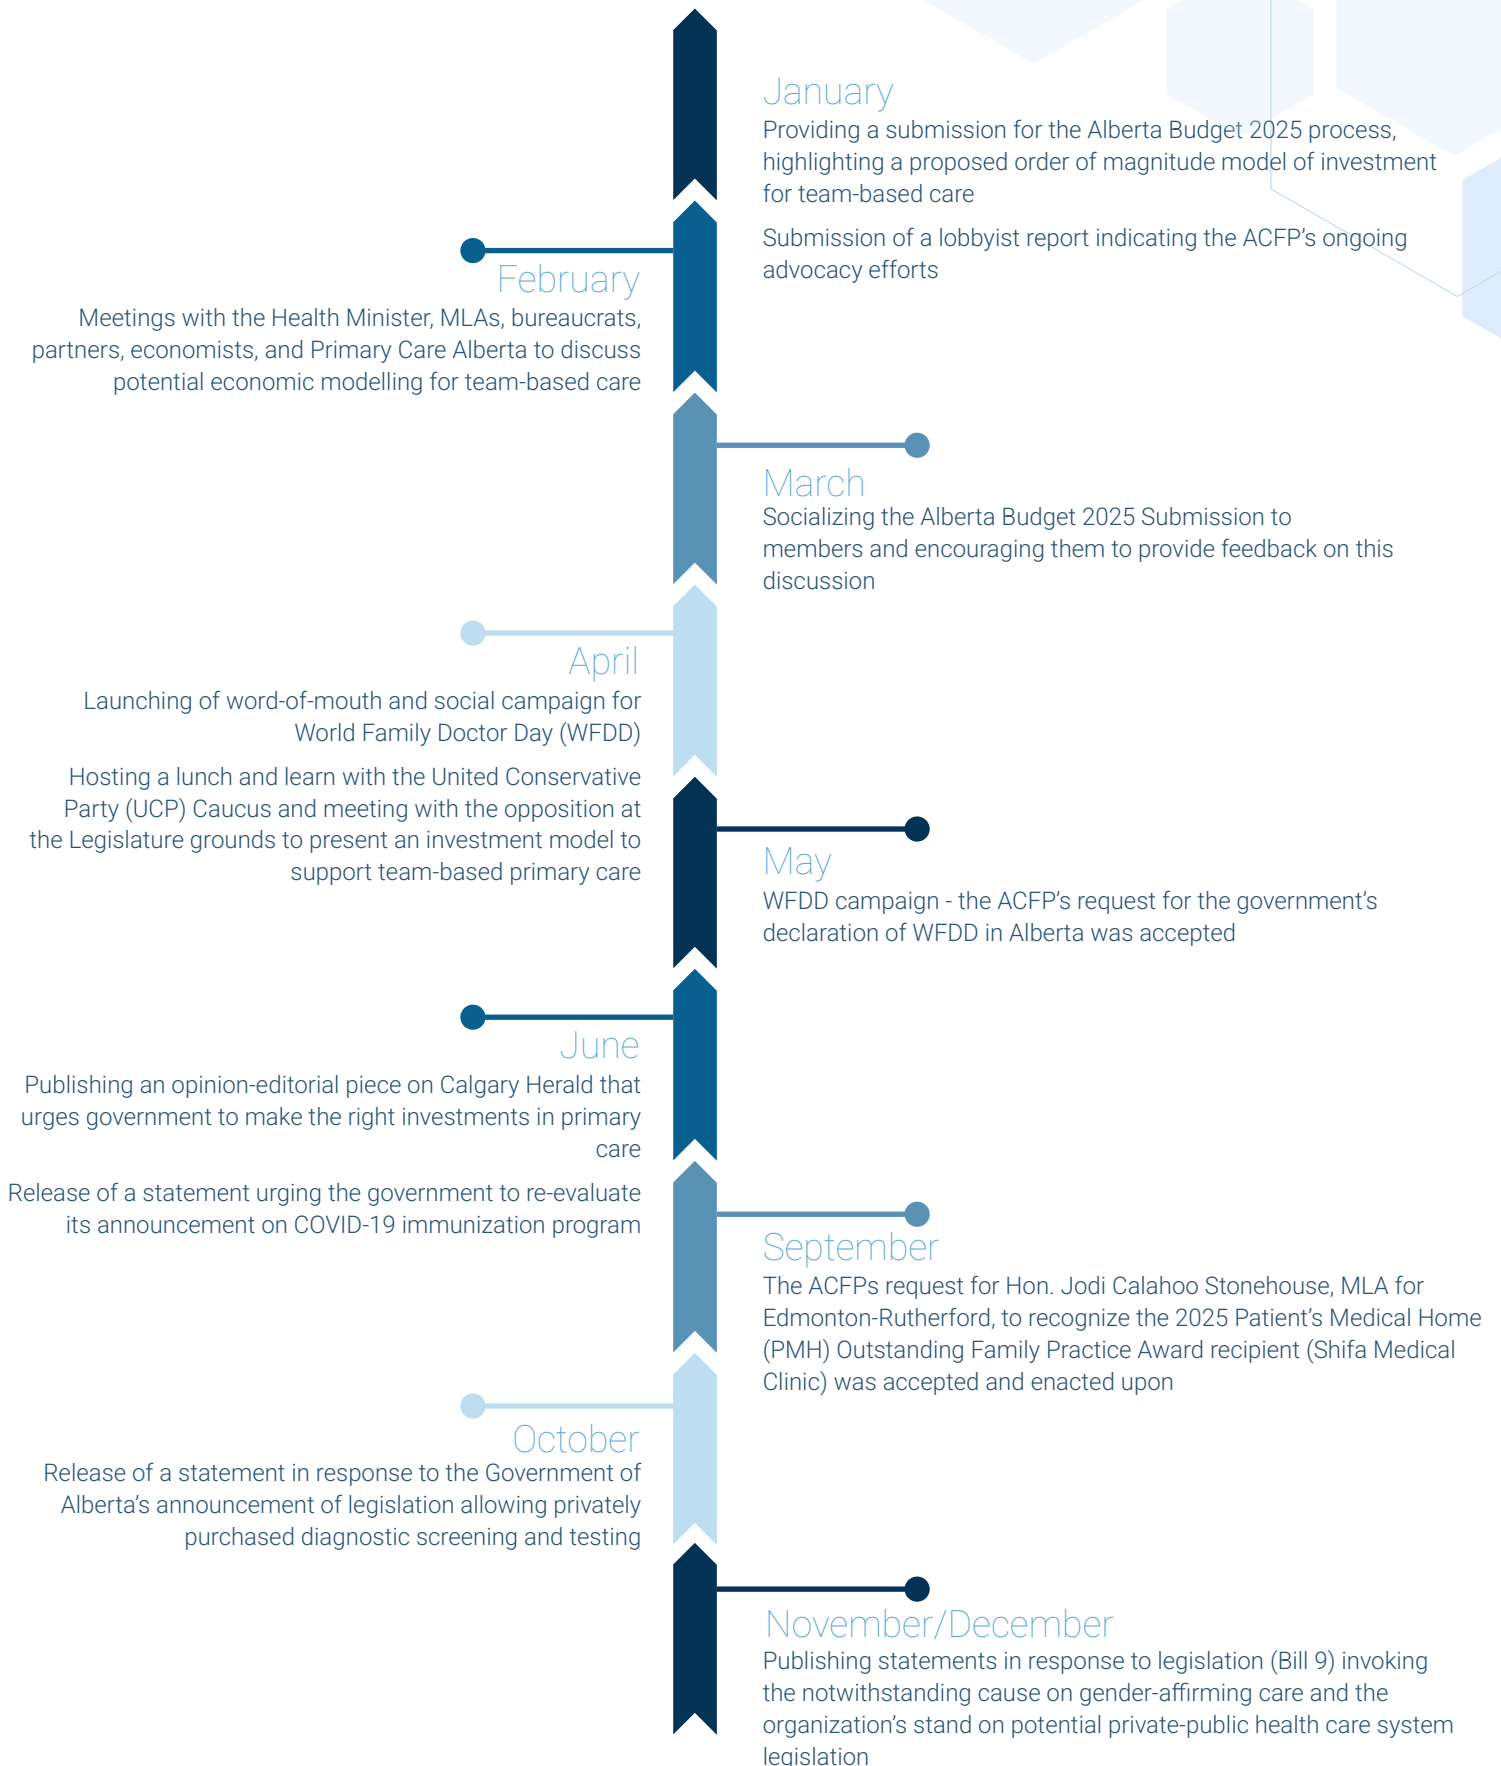 January
Providing a submission for the Alberta Budget 2025 process,
highlighting a proposed order of magnitude model of investment
for team-based care
Submission of a lobbyist report indicating the ACFP’s ongoing
advocacy efforts
February
Meetings with the Health Minister, MLAs, bureaucrats,
partners, economists, and Primary Care Alberta to discuss
potential economic modelling for team-based care
March
Socializing the Alberta Budget 2025 Submission to
members and encouraging them to provide feedback on this
discussion
April
Launching of word-of-mouth and social campaign for
World Family Doctor Day (WFDD)
Hosting a lunch and learn with the United Conservative
Party (UCP) Caucus and meeting with the opposition at
the Legislature grounds to present an investment model to
support team-based primary care
May
WFDD campaign - the ACFP’s request for the government’s
declaration of WFDD in Alberta was accepted
June
Publishing an opinion-editorial piece on Calgary Herald that
urges government to make the right investments in primary
care
Release of a statement urging the government to re-evaluate
its announcement on COVID-19 immunization program
September
The ACFPs request for Hon. Jodi Calahoo Stonehouse, MLA for
Edmonton-Rutherford, to recognize the 2025 Patient’s Medical Home
(PMH) Outstanding Family Practice Award recipient (Shifa Medical
Clinic) was accepted and enacted upon
October
Release of a statement in response to the Government of
Alberta’s announcement of legislation allowing privately
purchased diagnostic screening and testing
November/December
Publishing statements in response to legislation (Bill 9) invoking
the notwithstanding cause on gender-affirming care and the
organization’s stand on potential private-public health care system
legislation